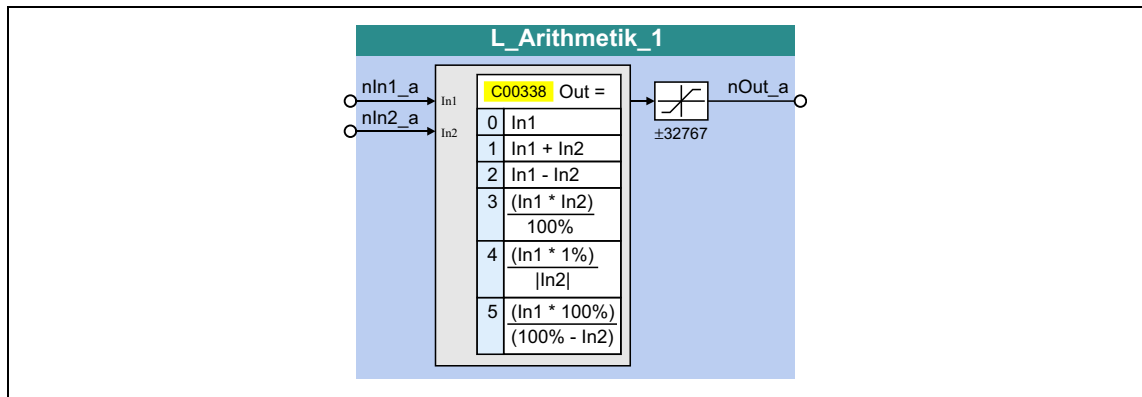 L_Arithmetik_1
nIn1_a
nIn2_a
In1
In2
C00338 Out =
0 In1
1 In1 + In2
2 In1 - In2
3 (In1 * In2)
100%
4 (In1 * 1%)
|In2|
5 (In1 * 100%)
(100% - In2)
±32767
nOut_a